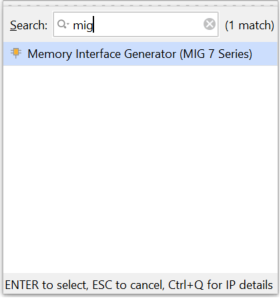 Search: mig (1 match)
Memory Interface Generator (MIG 7 Series)
ENTER to select, ESC to cancel, Ctrl+Q for IP details